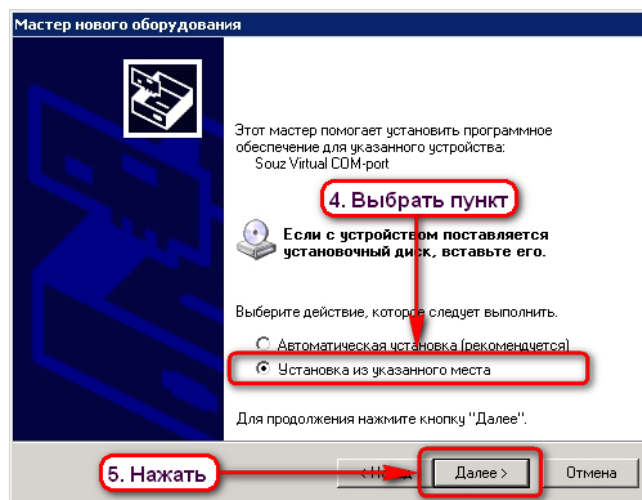 Мастер нового оборудования
Этот мастер помогает установить программное
обеспечение для указанного устройства:
Souz Virtual COM-port
4. Выбрать пункт
Если с устройством поставляется
установочный диск, вставьте его.
Выберите действие, которое следует выполнить.
Автоматическая установка (рекомендуется)
Установка из указанного места
Для продолжения нажмите кнопку "Далее".
5. Нажать
Далее >
Отмена